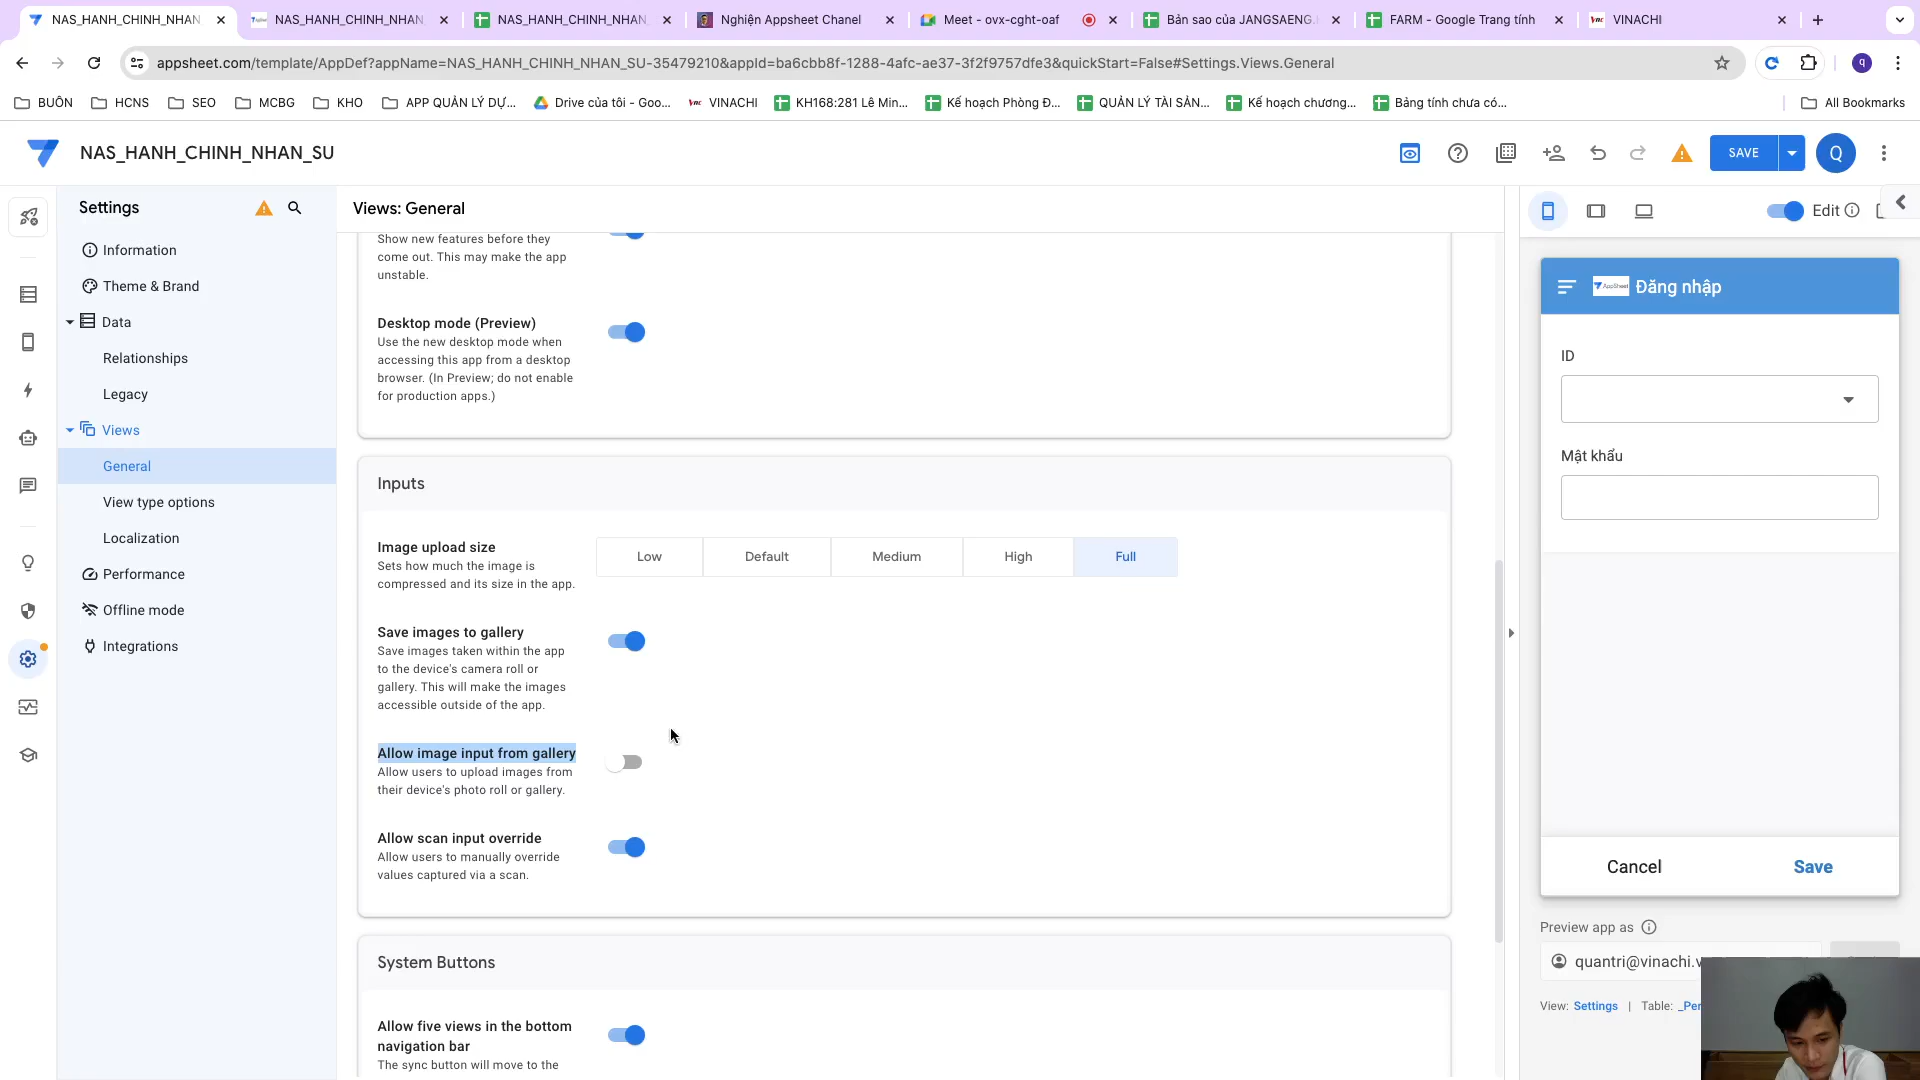 NAS_HANH_CHINH_NHAN
NAS_HANH_CHINH_NHAN
NAS_HANH_CHINH_NHAN
Nghiện Appsheet Chanel
Meet - ovx-cght-oaf
Bản sao của JANGSAENG.
FARM - Google Trang tính
VINACHI
appsheet.com/template/AppDef?appName=NAS_HANH_CHINH_NHAN_SU-35479210&appId=ba6cbb8f-1288-4afc-ae37-3f2f9757dfe3&quickStart=False#Settings.Views.General
q
BUÔN
HCNS
SEO
MCBG
KHO
APP QUẢN LÝ DỰ...
Drive của tôi - Goo...
VINACHI
KH168:281 Lê Min...
Kế hoạch Phòng Đ...
QUẢN LÝ TÀI SẢN...
Kế hoạch chương...
Bảng tính chưa có...
All Bookmarks
NAS_HANH_CHINH_NHAN_SU
SAVE
Q
Settings
Information
Theme & Brand
Data
Relationships
Legacy
Views
General
View type options
Localization
Performance
Offline mode
Integrations
Views: General
Show new features before they
come out. This may make the app
unstable.
Desktop mode (Preview)
Use the new desktop mode when
accessing this app from a desktop
browser. (In Preview; do not enable
for production apps.)
Inputs
Image upload size
Sets how much the image is
compressed and its size in the app.
Low
Default
Medium
High
Full
Save images to gallery
Save images taken within the app
to the device's camera roll or
gallery. This will make the images
accessible outside of the app.
Allow image input from gallery
Allow users to upload images from
their device's photo roll or gallery.
Allow scan input override
Allow users to manually override
values captured via a scan.
System Buttons
Allow five views in the bottom
navigation bar
The sync button will move to the
Edit
AppSheet
Đăng nhập
ID
Mật khẩu
Cancel
Save
Preview app as
quantri@vinachi.v
View: Settings | Table: _Per